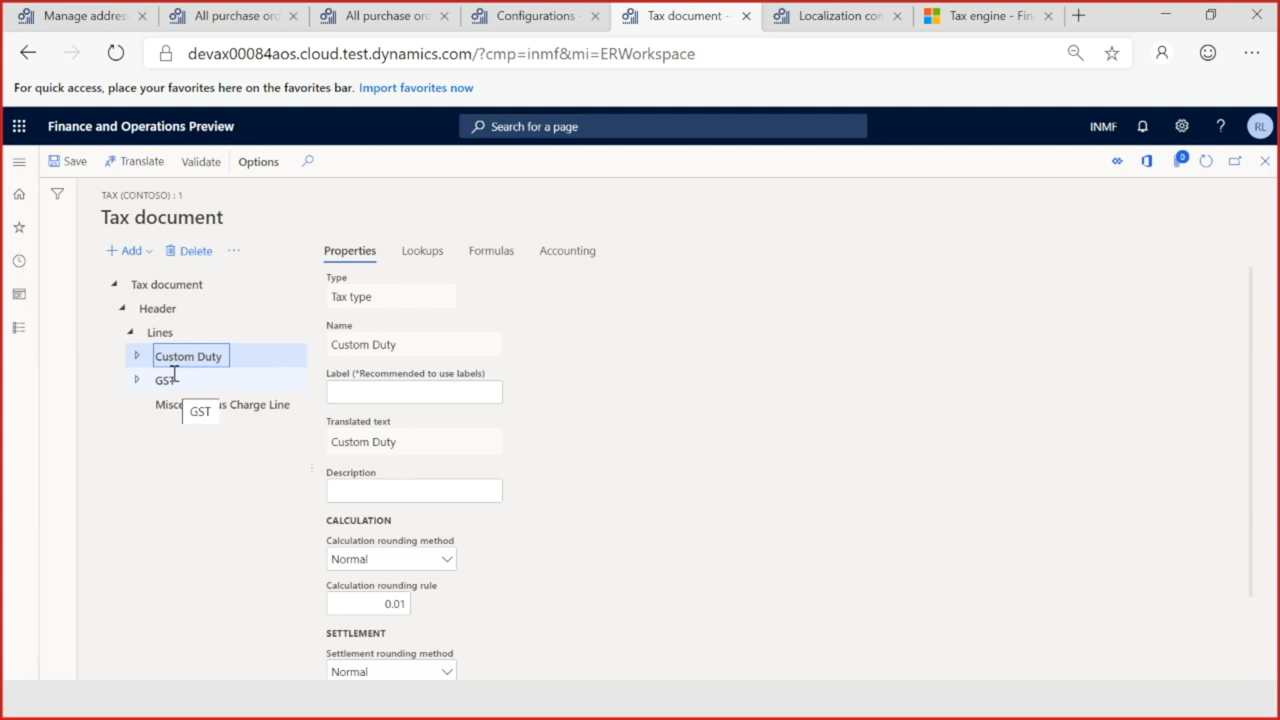 Manage addres
All purchase ord
All purchase ord
Configurations -
Tax document --
Localization con
Tax engine - Fin
devax00084aos.cloud.test.dynamics.com/?cmp=inmf&mi=ERWorkspace
For quick access, place your favorites here on the favorites bar. Import favorites now
Finance and Operations Preview
Search for a page
INMF
RL
Save
Translate
Validate
Options
0
TAX (CONTOSO) : 1
Tax document
Add
Delete
Properties
Lookups
Formulas
Accounting
Tax document
Header
Lines
Custom Duty
GST
Misce us Charge Line
GST
Type
Tax type
Name
Custom Duty
Label (*Recommended to use labels)
Translated text
Custom Duty
Description
CALCULATION
Calculation rounding method
Normal
Calculation rounding rule
0.01
SETTLEMENT
Settlement rounding method
Normal